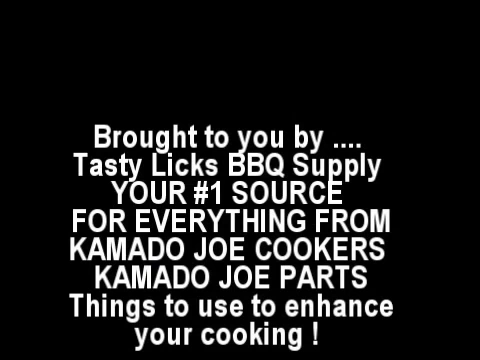 Brought to you by ....
Tasty Licks BBQ Supply
YOUR #1 SOURCE
FOR EVERYTHING FROM
KAMADO JOE COOKERS
KAMADO JOE PARTS
Things to use to enhance
your cooking !